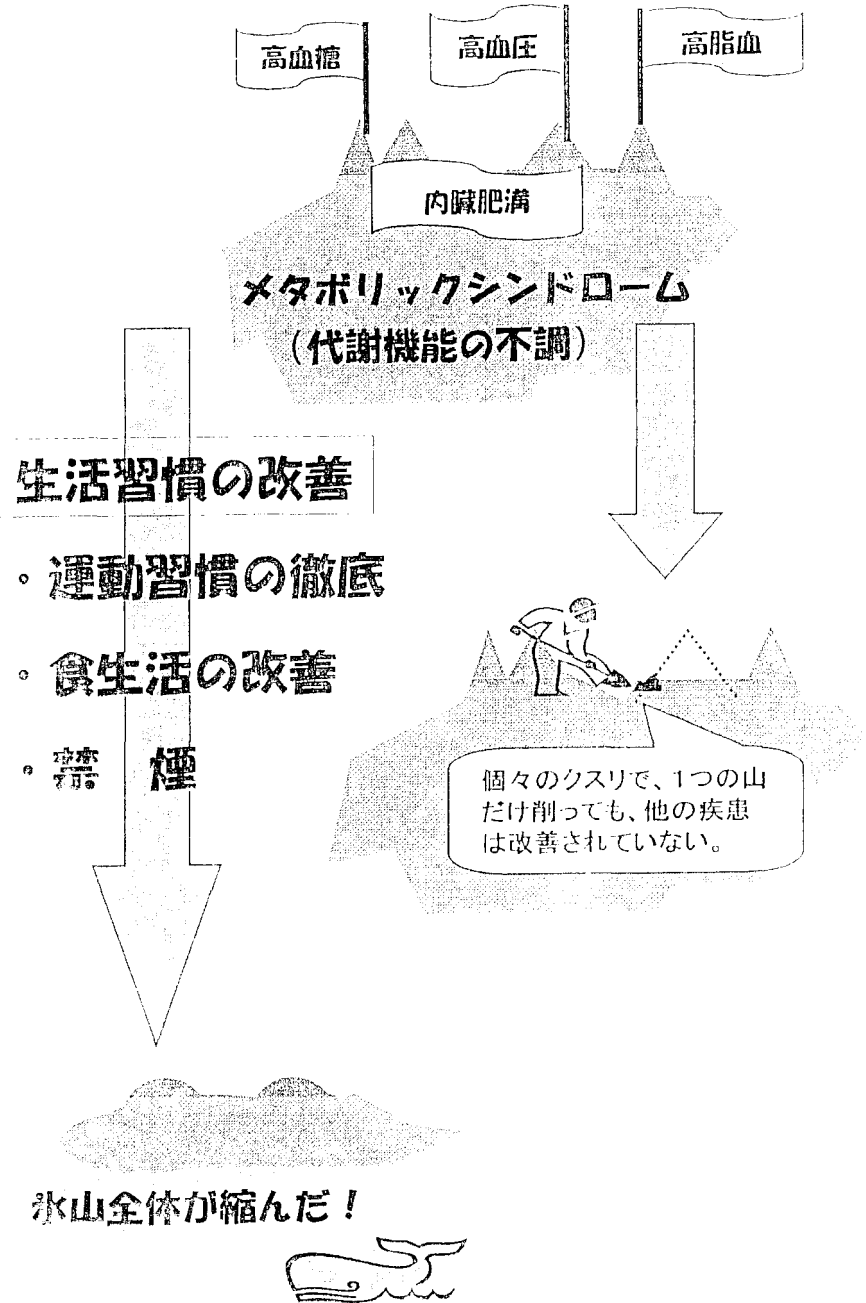 高血糖
高血圧
高脂血
内臓肥満
メタボリックシンドローム
（代謝機能の不調）
生活習慣の改善
・運動習慣の徹底
・食生活の改善
・禁　煙
個々のクスリで、1つの山
だけ削っても、他の疾患
は改善されていない。
氷山全体が縮んだ！